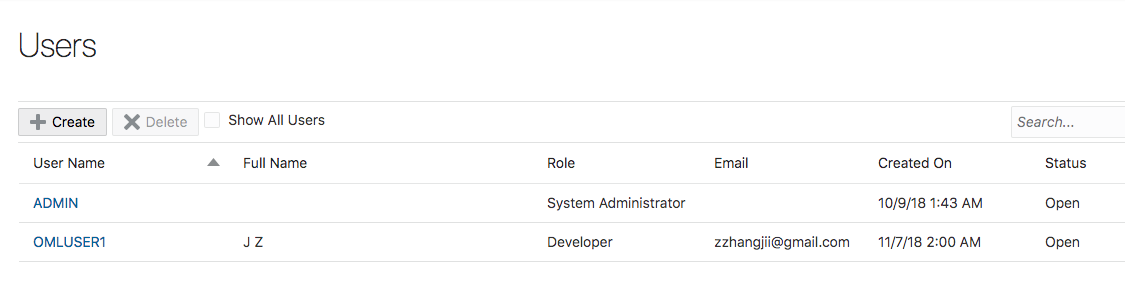 Users
Create Delete Show All Users Search...
User Name Full Name Role Email Created On Status
ADMIN System Administrator 10/9/18 1:43 AM Open
OMLUSER1 J Z Developer zzhangjii@gmail.com 11/7/18 2:00 AM Open